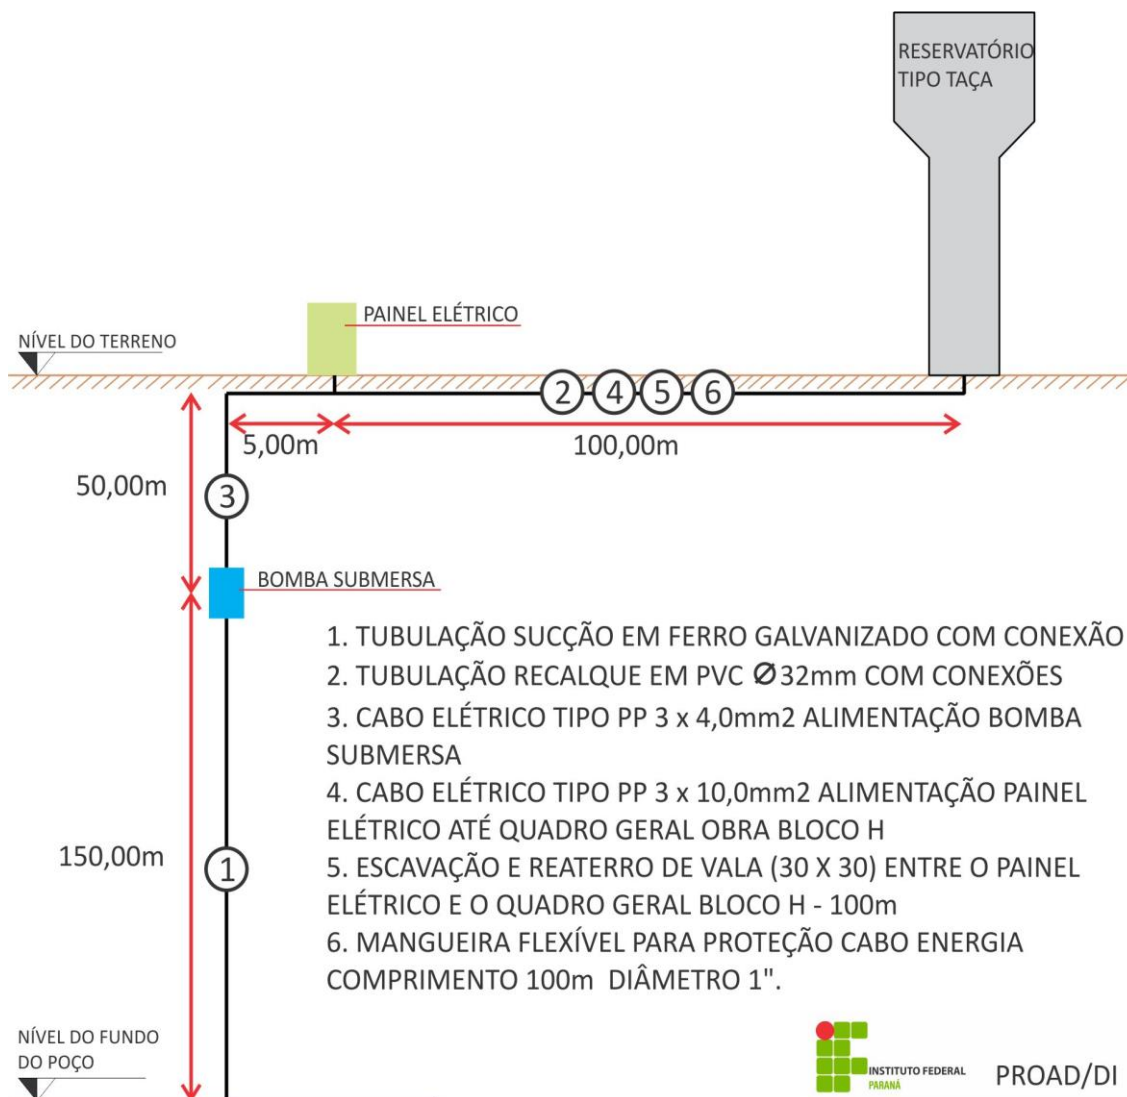 RESERVATÓRIO
TIPO TAÇA
PAINEL ELÉTRICO
NÍVEL DO TERRENO
2 4 5 6
5,00m
100,00m
50,00m
3
BOMBA SUBMERSA
1. TUBULAÇÃO SUCÇÃO EM FERRO GALVANIZADO COM CONEXÃO
2. TUBULAÇÃO RECALQUE EM PVC Ø32mm COM CONEXÕES
3. CABO ELÉTRICO TIPO PP 3 x 4,0mm2 ALIMENTAÇÃO BOMBA
SUBMERSA
4. CABO ELÉTRICO TIPO PP 3 x 10,0mm2 ALIMENTAÇÃO PAINEL
ELÉTRICO ATÉ QUADRO GERAL OBRA BLOCO H
5. ESCAVAÇÃO E REATERRO DE VALA (30 X 30) ENTRE O PAINEL
ELÉTRICO E O QUADRO GERAL BLOCO H - 100m
6. MANGUEIRA FLEXÍVEL PARA PROTEÇÃO CABO ENERGIA
COMPRIMENTO 100m DIÂMETRO 1".
150,00m
1
NÍVEL DO FUNDO
DO POÇO
INSTITUTO FEDERAL
PARANÁ
PROAD/DI